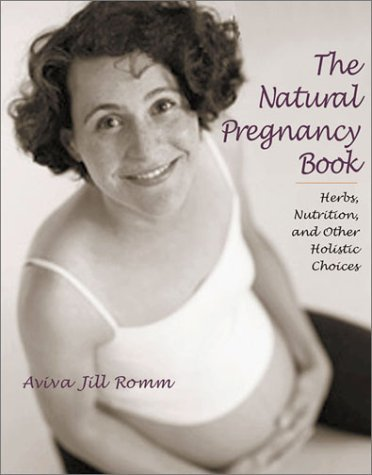 The
Natural
Pregnancy
Book
Herbs,
Nutrition,
and Other
Holistic
Choices
Aviva Jill Romm